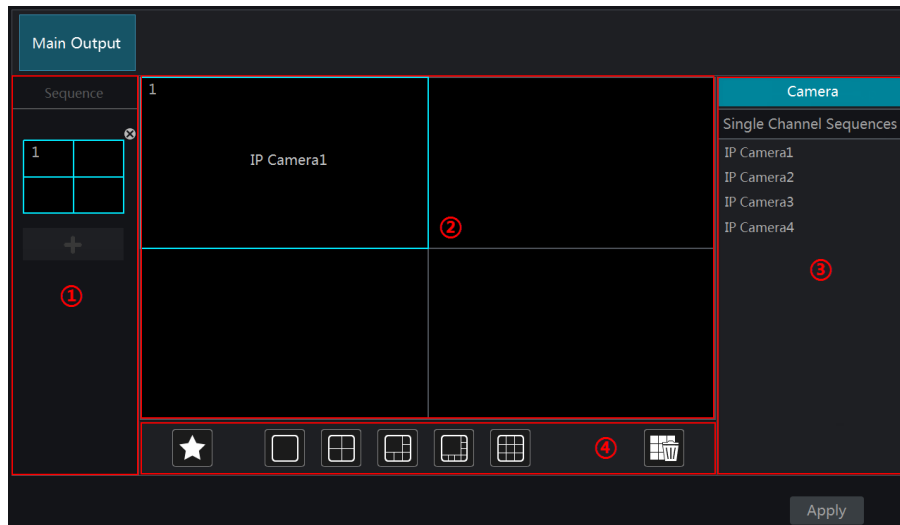 Main Output
Sequence
1
①
1
IP Camera1
②
Camera
Single Channel Sequences
IP Camera1
IP Camera2
IP Camera3
IP Camera4
③
④
Apply